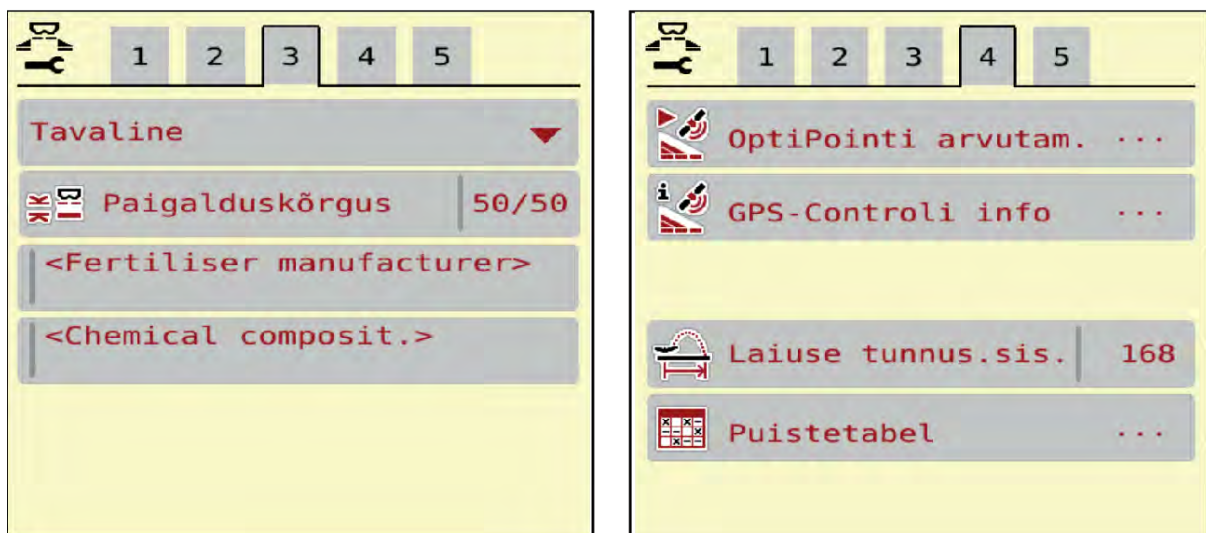 1 2 3 4 5
Tavaline
Paigalduskõrgus 50/50
<Fertiliser manufacturer>
<Chemical composit.>
1 2 3 4 5
OptiPointi arvutam. ...
i
GPS-Controli info ...
Laiuse tunnus.sis. 168
Puistetabel ...